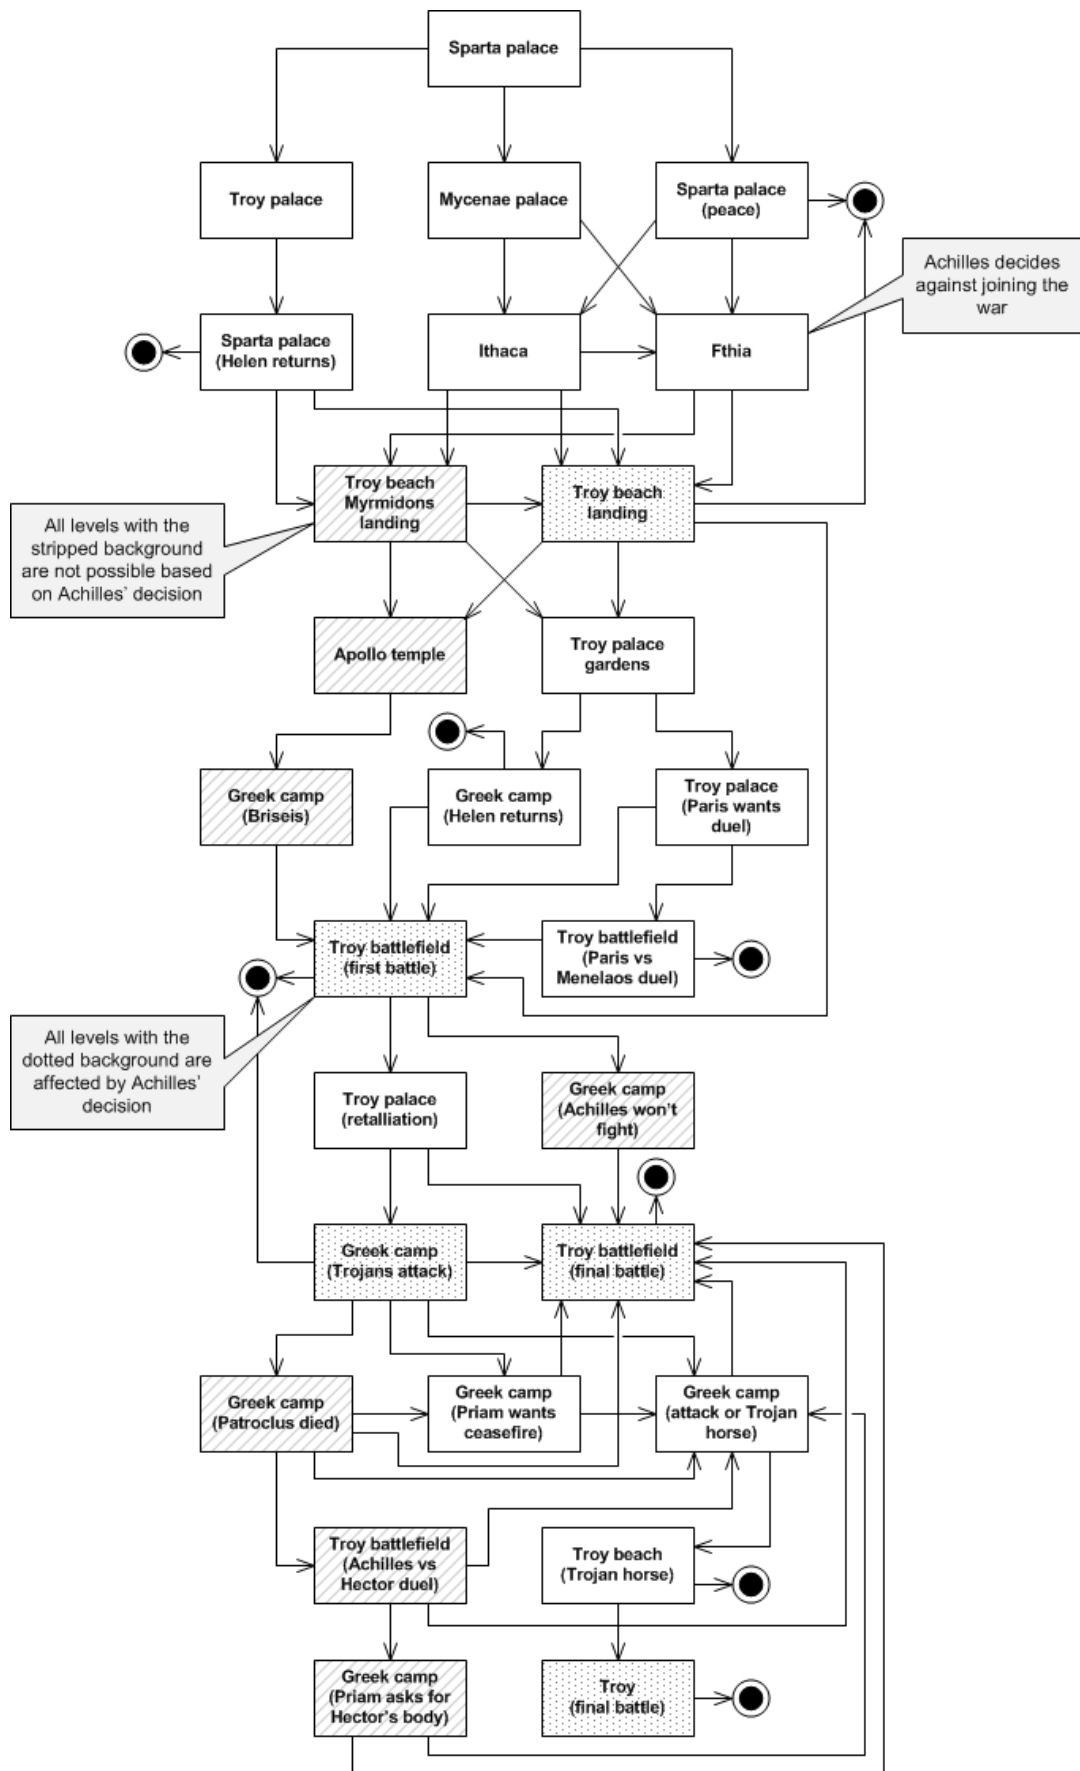 Sparta palace
Troy palace
Mycenae palace
Sparta palace
(peace)
Achilles decides
against joining the
war
Sparta palace
(Helen returns)
Ithaca
Fthia
Troy beach
Myrmidons
landing
Troy beach
landing
All levels with the
stripped background
are not possible based
on Achilles` decision
Apollo temple
Troy palace
gardens
Greek camp
(Briseis)
Greek camp
(Helen returns)
Troy palace
(Paris wants
duel)
Troy battlefield
(first battle)
Troy battlefield
(Paris vs
Menelaos duel)
All levels with the
dotted background are
affected by Achilles’
decision
Troy palace
(retalliation)
Greek camp
(Achilles won’t
fight)
Greek camp
(Trojans attack)
Troy battlefield
(final battle)
Greek camp
(Patroclus died)
Greek camp
(Priam wants
ceasefire)
Greek camp
(attack or Trojan
horse)
Troy battlefield
(Achilles vs
Hector duel)
Troy beach
(Trojan horse)
Greek camp
(Priam asks for
Hector’s body)
Troy
(final battle)